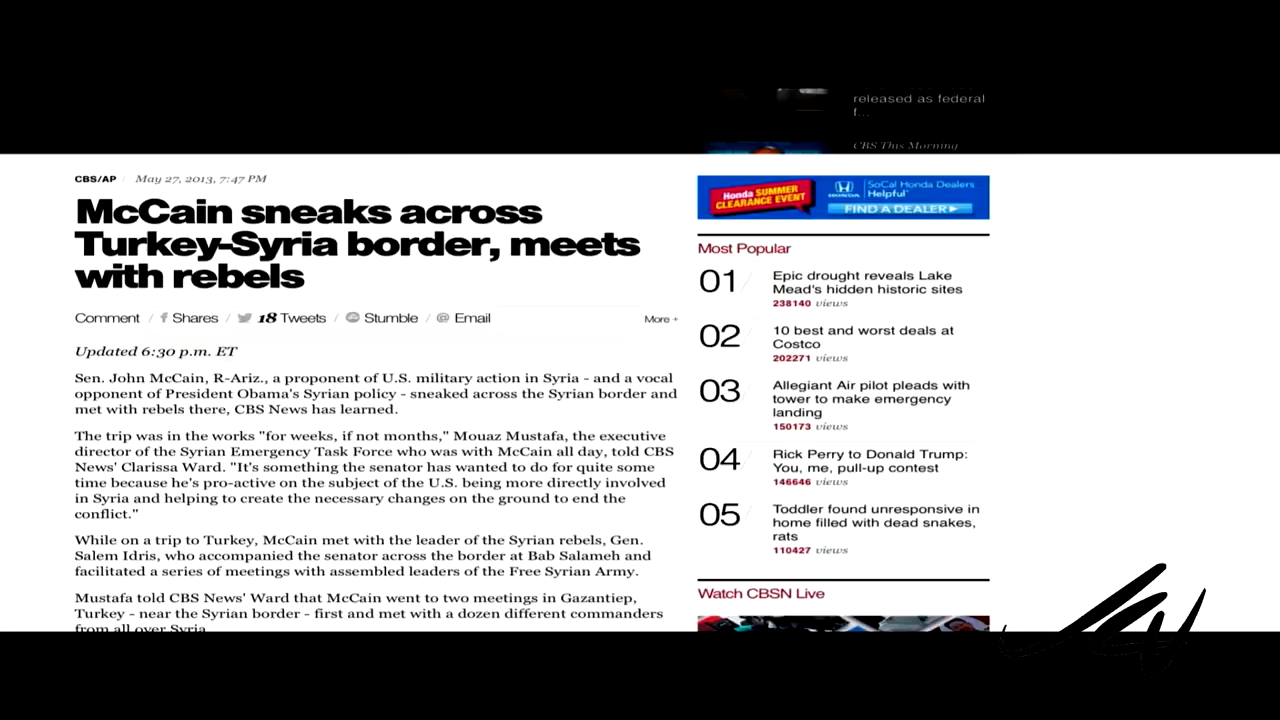 released as federal
f...
CBS This Morning
CBS/AP / May 27, 2013, 7:47 PM
McCain sneaks across
Turkey-Syria border, meets
with rebels
Comment / f Shares / 18 Tweets / Stumble / @ Email
More +
Updated 6:30 p.m. ET
Sen. John McCain, R-Ariz., a proponent of U.S. military action in Syria - and a vocal
opponent of President Obama's Syrian policy - sneaked across the Syrian border and
met with rebels there, CBS News has learned.
The trip was in the works "for weeks, if not months," Mouaz Mustafa, the executive
director of the Syrian Emergency Task Force who was with McCain all day, told CBS
News' Clarissa Ward. "It's something the senator has wanted to do for quite some
time because he's pro-active on the subject of the U.S. being more directly involved
in Syria and helping to create the necessary changes on the ground to end the
conflict."
While on a trip to Turkey, McCain met with the leader of the Syrian rebels, Gen.
Salem Idris, who accompanied the senator across the border at Bab Salameh and
facilitated a series of meetings with assembled leaders of the Free Syrian Army.
Mustafa told CBS News' Ward that McCain went to two meetings in Gazantiep,
Turkey - near the Syrian border - first and met with a dozen different commanders
from all over Syria
Honda SUMMER
CLEARANCE EVENT
HONDA
SoCal Honda Dealers
Helpful
FIND A DEALER
Most Popular
01 / Epic drought reveals Lake
Mead's hidden historic sites
238140 views
02 / 10 best and worst deals at
Costco
202271 views
03 / Allegiant Air pilot pleads with
tower to make emergency
landing
150173 views
04 / Rick Perry to Donald Trump:
You, me, pull-up contest
146646 views
05 / Toddler found unresponsive in
home filled with dead snakes,
rats
110427 views
Watch CBSN Live